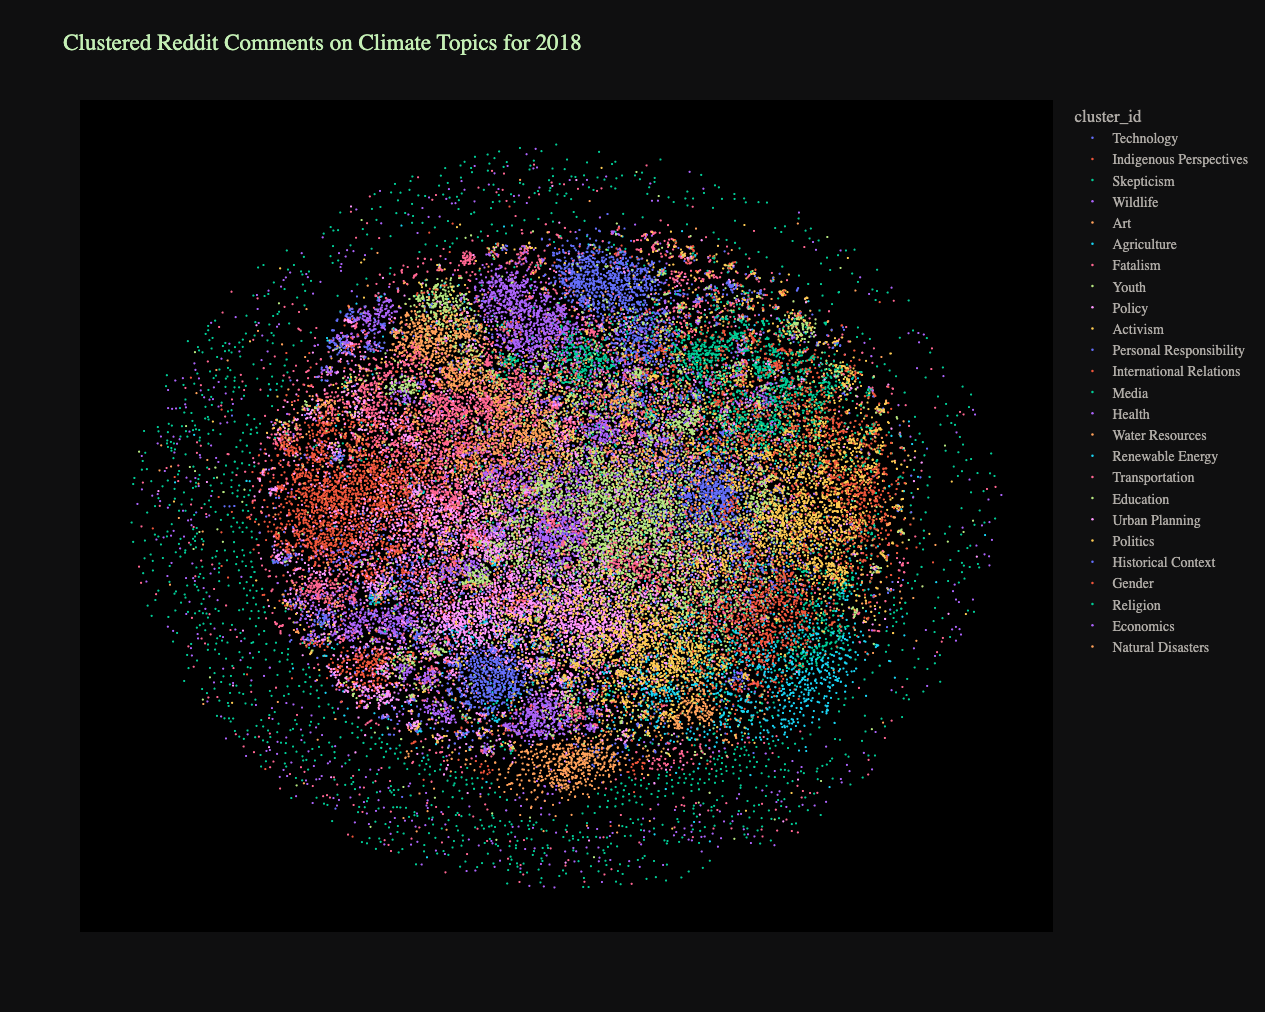 Clustered Reddit Comments on Climate Topics for 2018
cluster_id
Technology
Indigenous Perspectives
Skepticism
Wildlife
Art
Agriculture
Fatalism
Youth
Policy
Activism
Personal Responsibility
International Relations
Media
Health
Water Resources
Renewable Energy
Transportation
Education
Urban Planning
Politics
Historical Context
Gender
Religion
Economics
Natural Disasters